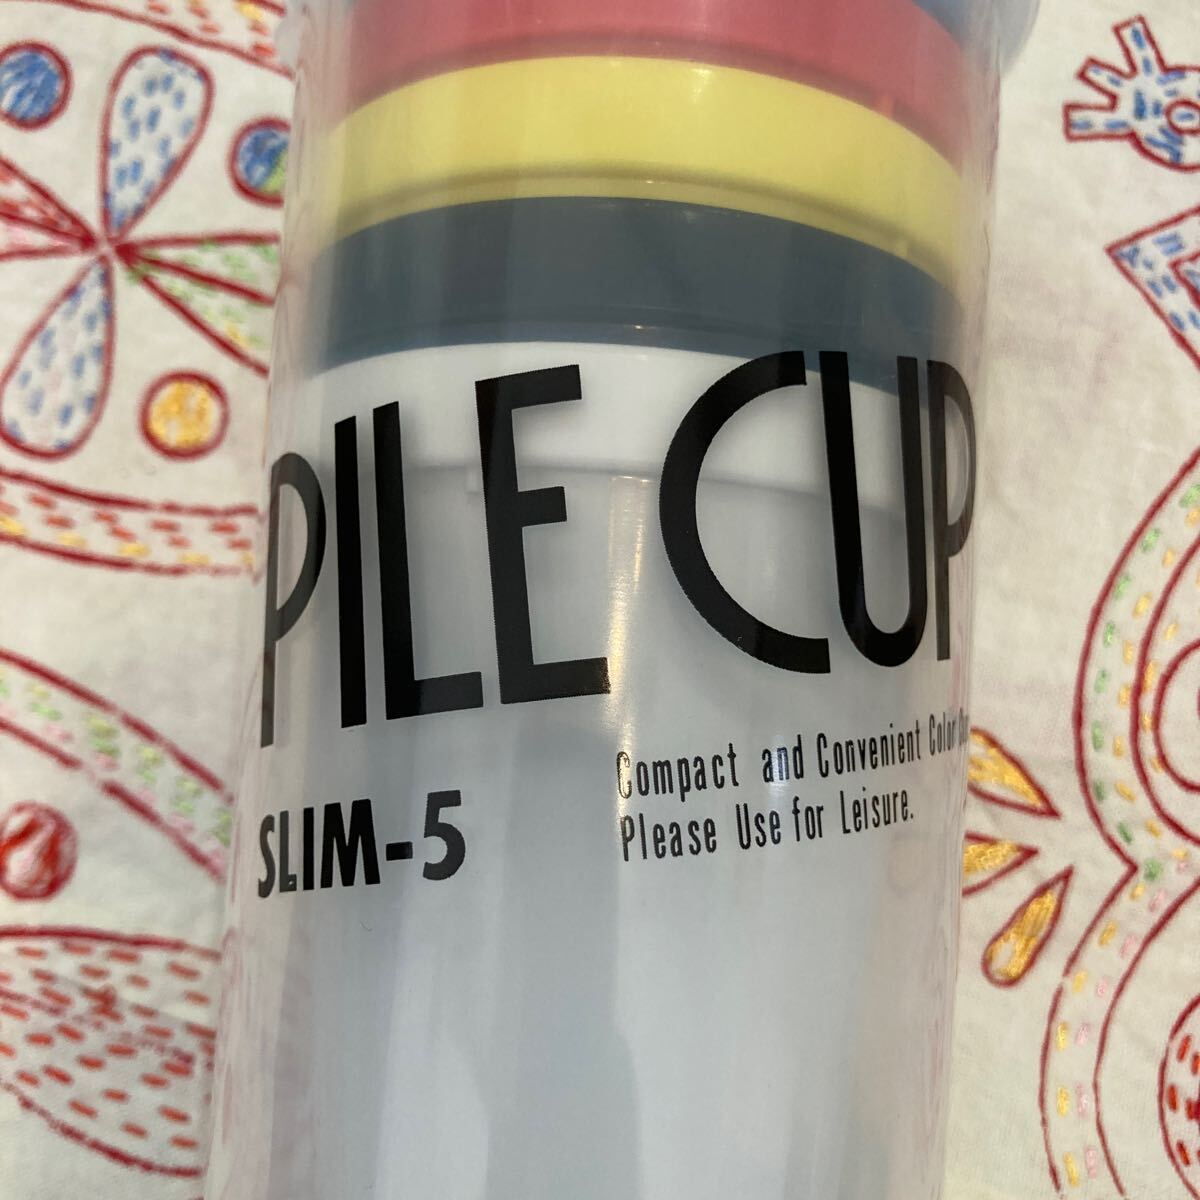 PILE CUP
SLIM-5
Compact and Convenient Color
Please Use for Leisure.